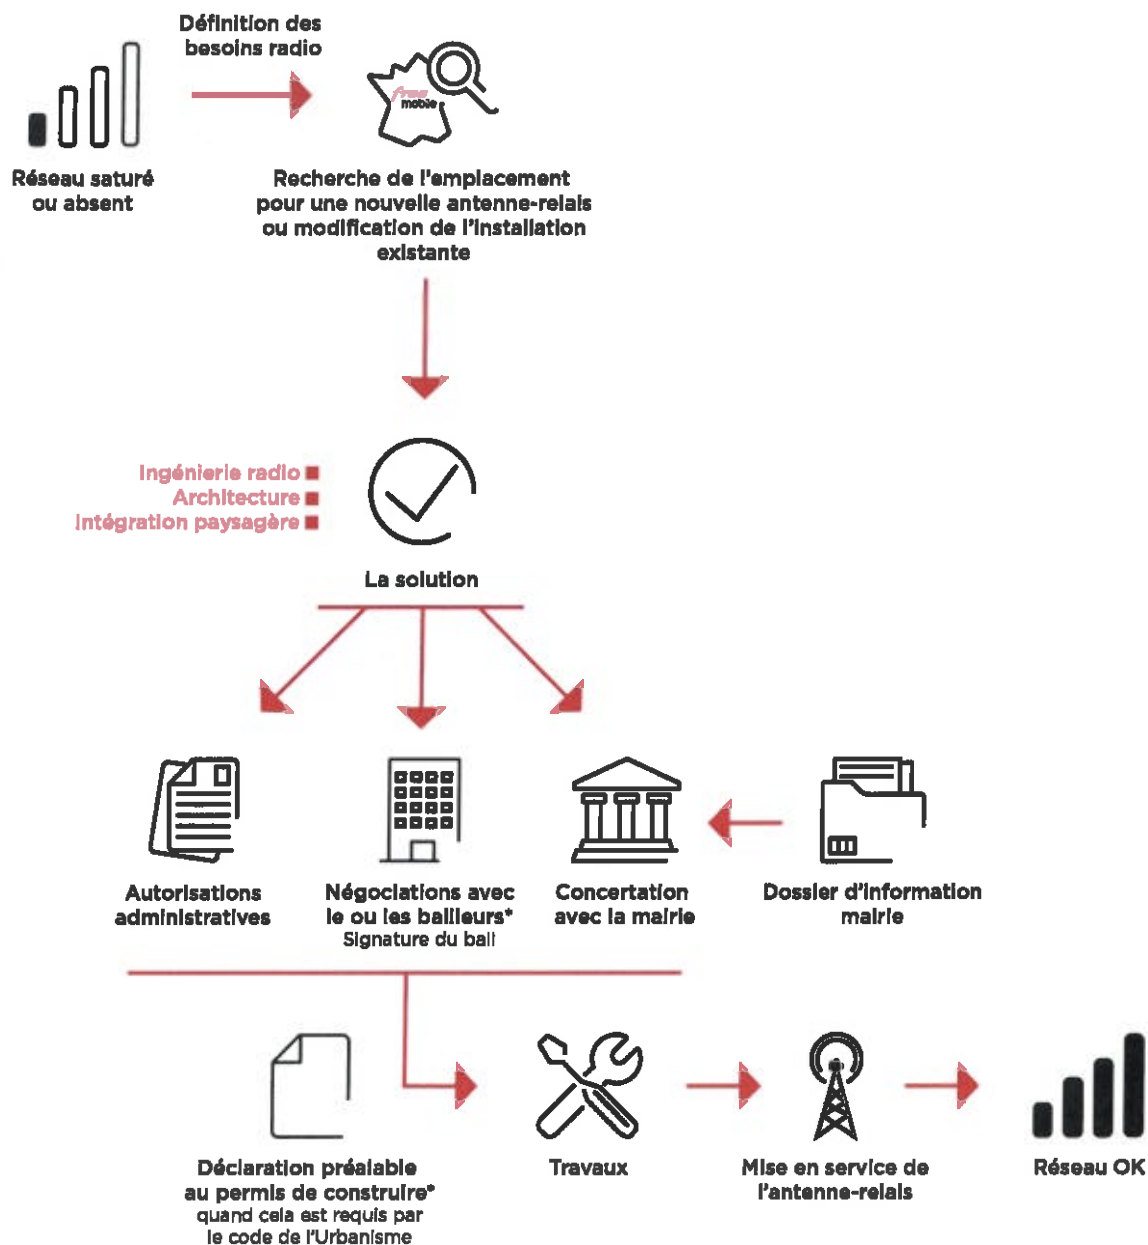 Définition des
besoins radio
free
mobile
Réseau saturé
ou absent
Recherche de l'emplacement
pour une nouvelle antenne-relais
ou modification de l'installation
existante
Ingénierie radio
Architecture
Intégration paysagère
La solution
Autorisations
administratives
Négociations avec
le ou les bailleurs*
Signature du bail
Concertation
avec la mairie
Dossier d'information
mairie
Déclaration préalable
au permis de construire*
quand cela est requis par
le code de l'Urbanisme
Travaux
Mise en service de
l'antenne-relais
Réseau OK